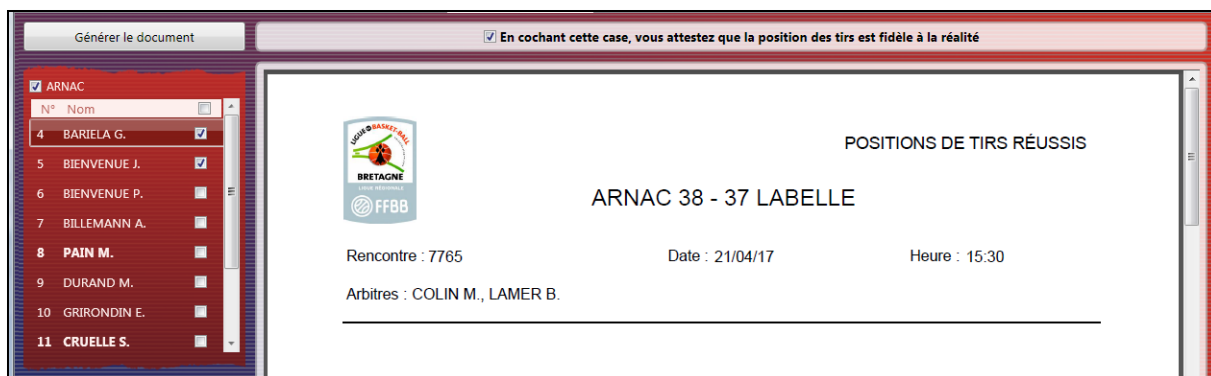 Générer le document
En cochant cette case, vous attestez que la position des tirs est fidèle à la réalité
ARNAC
N° Nom
4 BARIELA G.
5 BIENVENUE J.
6 BIENVENUE P.
7 BILLEMANN A.
8 PAIN M.
9 DURAND M.
10 GRIRONDIN E.
11 CRUELLE S.
LIGUE BASKET-BALL
BRETAGNE
LIGUE RÉGIONALE
FFBB
POSITIONS DE TIRS RÉUSSIS
ARNAC 38 - 37 LABELLE
Rencontre : 7765 Date : 21/04/17 Heure : 15:30
Arbitres : COLIN M., LAMER B.